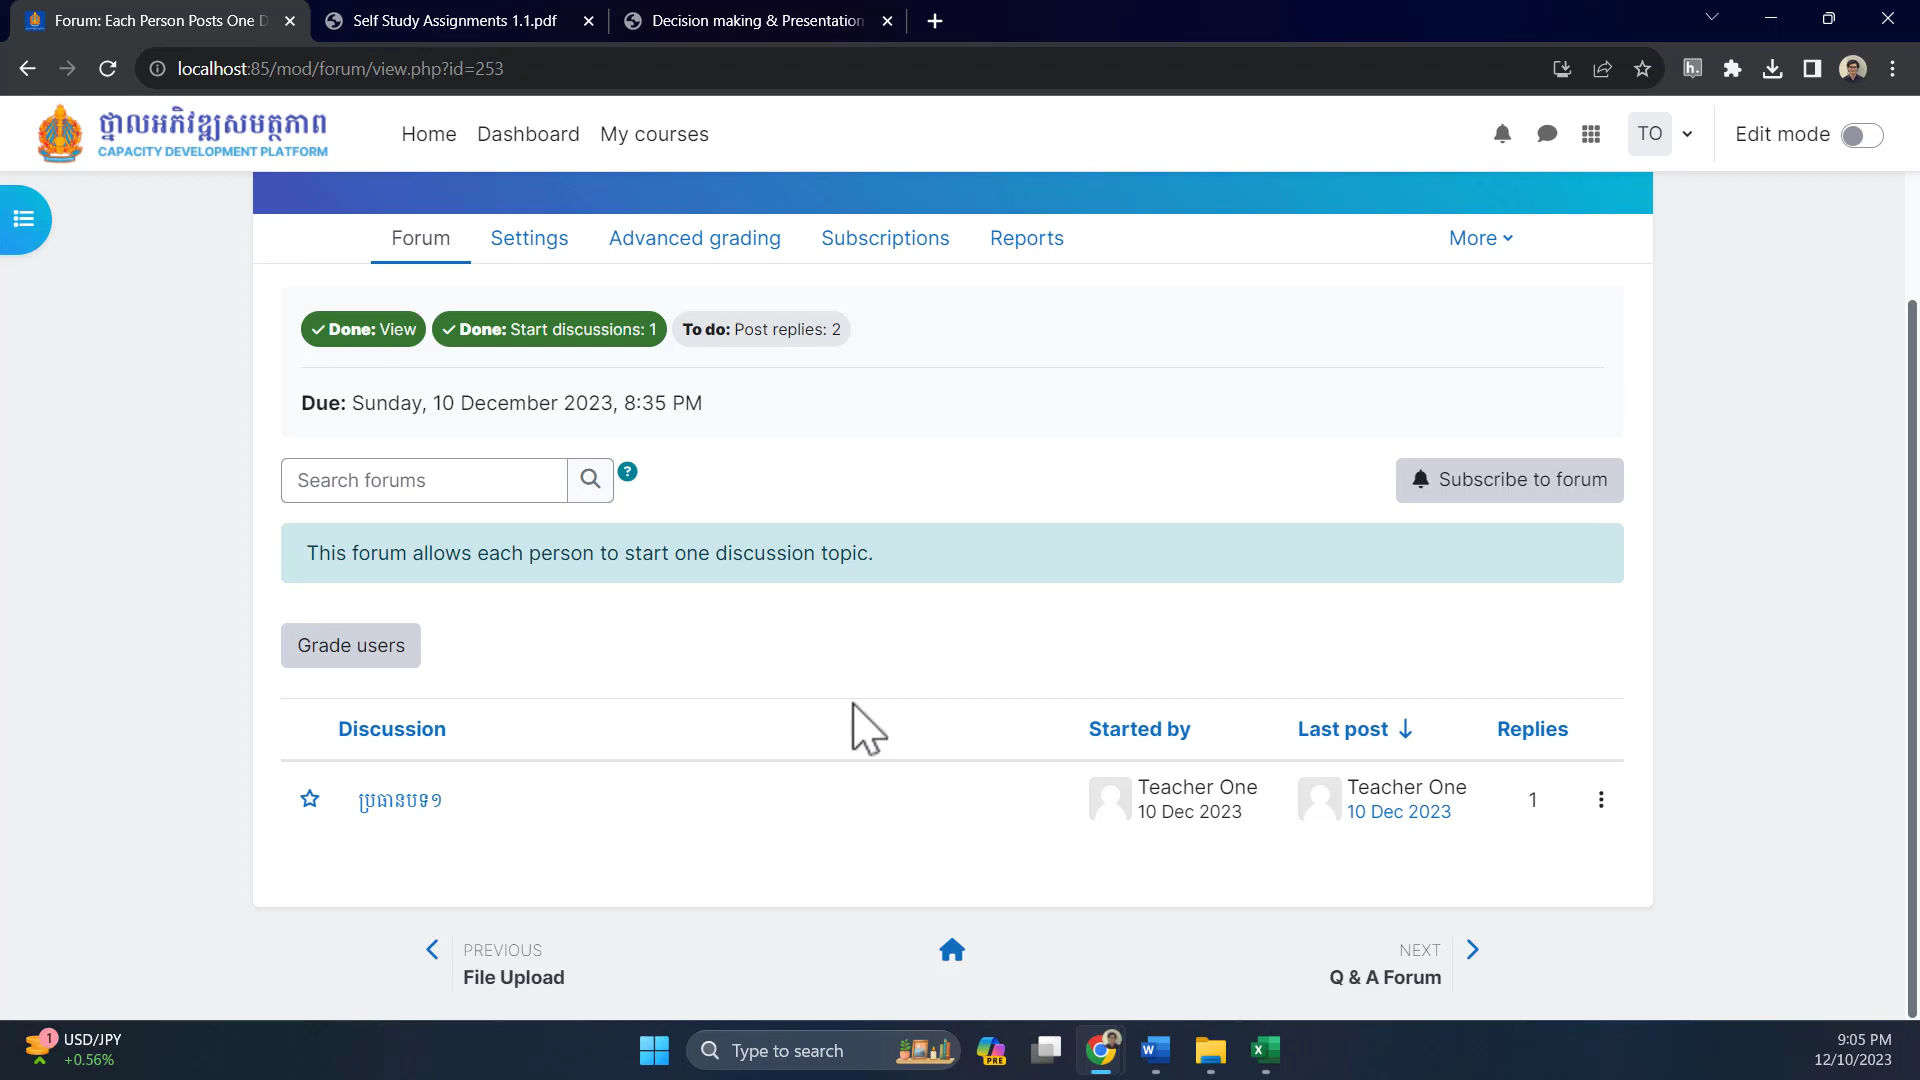 Forum: Each Person Posts One D
Self Study Assignments 1.1.pdf
Decision making & Presentation
localhost:85/mod/forum/view.php?id=253
ថ្នាលអភិវឌ្ឍសមត្ថភាព
CAPACITY DEVELOPMENT PLATFORM
Home Dashboard My courses
TO
Edit mode
Forum Settings Advanced grading Subscriptions Reports More
Done: View Done: Start discussions: 1 To do: Post replies: 2
Due: Sunday, 10 December 2023, 8:35 PM
Search forums
?
Subscribe to forum
This forum allows each person to start one discussion topic.
Grade users
Discussion Started by Last post Replies
ប្រធានបទ១ Teacher One Teacher One 1
10 Dec 2023 10 Dec 2023
PREVIOUS NEXT
File Upload Q & A Forum
1 USD/JPY
+0.56%
Type to search
PRE
9:05 PM
12/10/2023